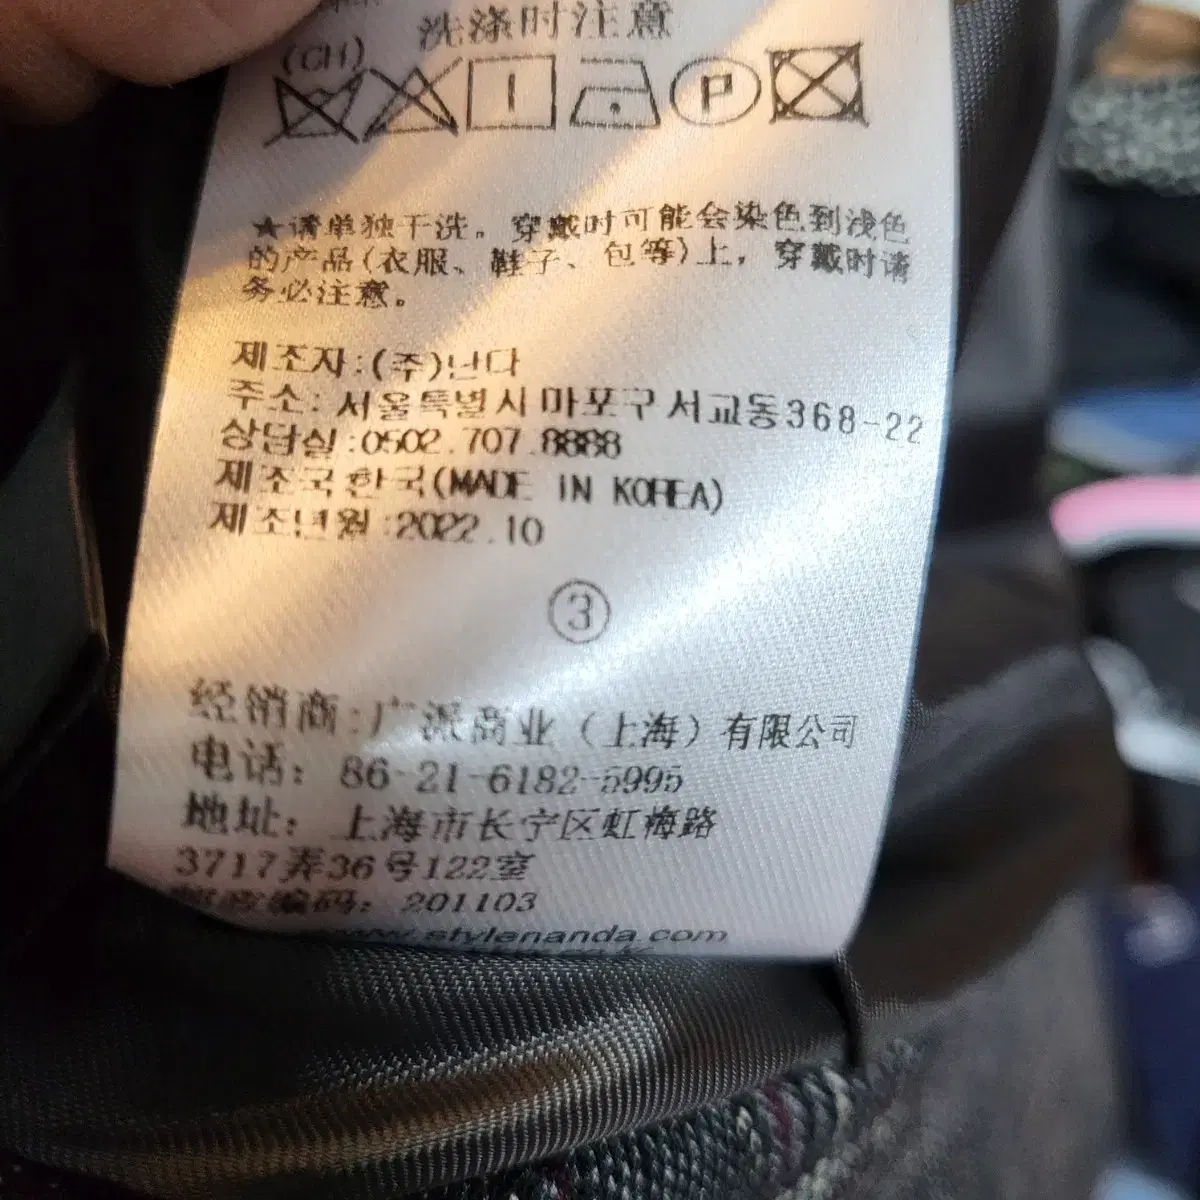 洗涤时注意
(CH)
P
★请单独干洗。穿戴时可能会染色到浅色
的产品(衣服、鞋子、包等)上，穿戴时请
务必注意。
제조자:(주)난다
주소: 서울특별시 마포구 서교동368-22
상담실:0502.707.8888
제조국 한국(MADE IN KOREA)
제조년월:2022.10
③
经销商:广派商业（上海）有限公司
电话: 86-21-6182-5995
地址: 上海市长宁区虹梅路
3717弄36号122室
邮政编码: 201103
www.stylenanda.com